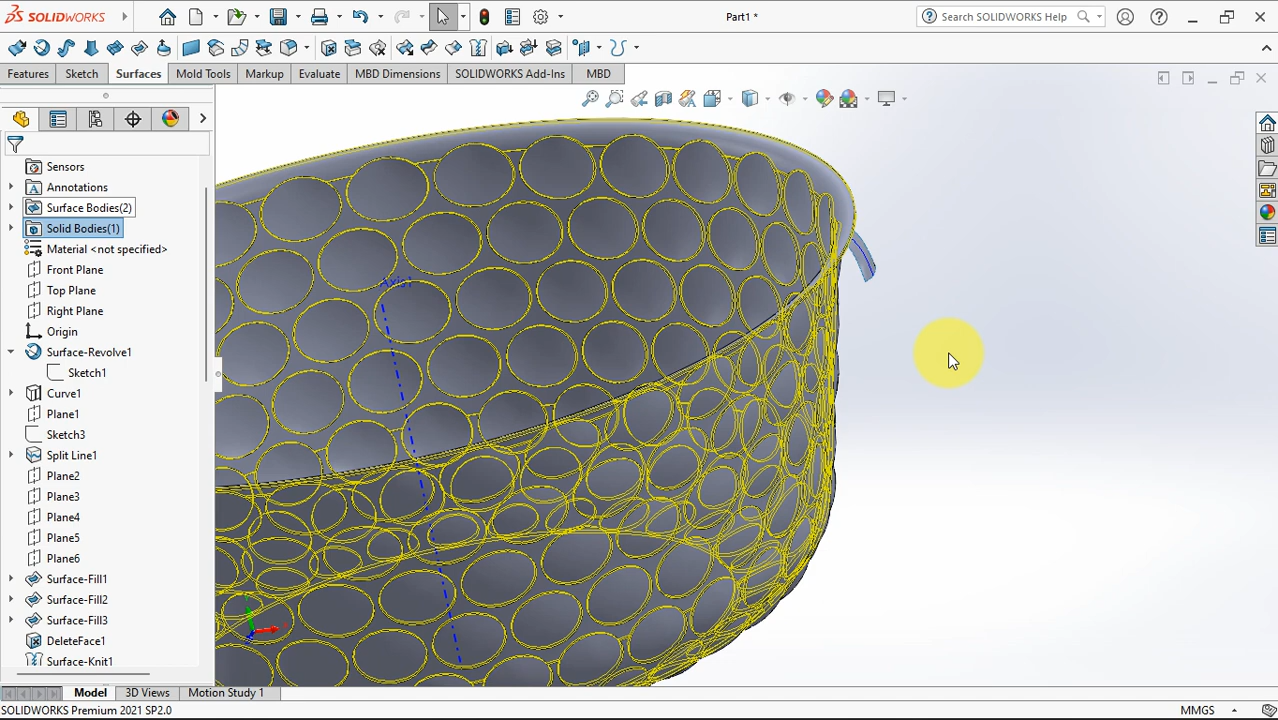 SOLIDWORKS
Part1 *
Search SOLIDWORKS Help
Features
Sketch
Surfaces
Mold Tools
Markup
Evaluate
MBD Dimensions
SOLIDWORKS Add-Ins
MBD
Sensors
Annotations
Surface Bodies(2)
Solid Bodies(1)
Material <not specified>
Front Plane
Top Plane
Right Plane
Origin
Surface-Revolve1
Sketch1
Curve1
Plane1
Sketch3
Split Line1
Plane2
Plane3
Plane4
Plane5
Plane6
Surface-Fill1
Surface-Fill2
Surface-Fill3
DeleteFace1
Surface-Knit1
Axis1
Model
3D Views
Motion Study 1
SOLIDWORKS Premium 2021 SP2.0
MMGS